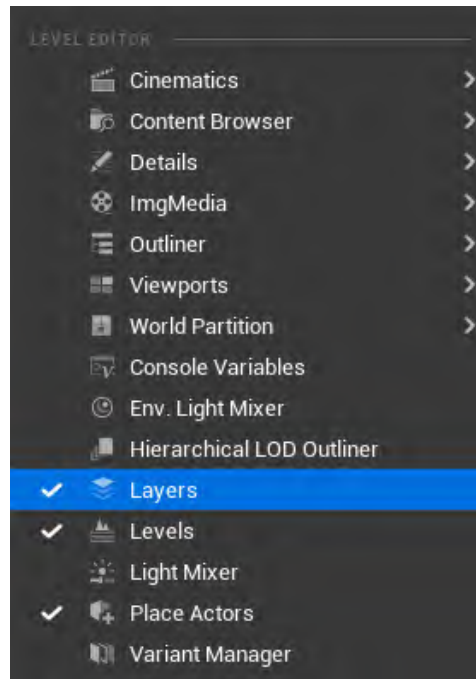 LEVEL EDITOR
Cinematics
Content Browser
Details
ImgMedia
Outliner
Viewports
World Partition
Console Variables
Env. Light Mixer
Hierarchical LOD Outliner
Layers
Levels
Light Mixer
Place Actors
Variant Manager